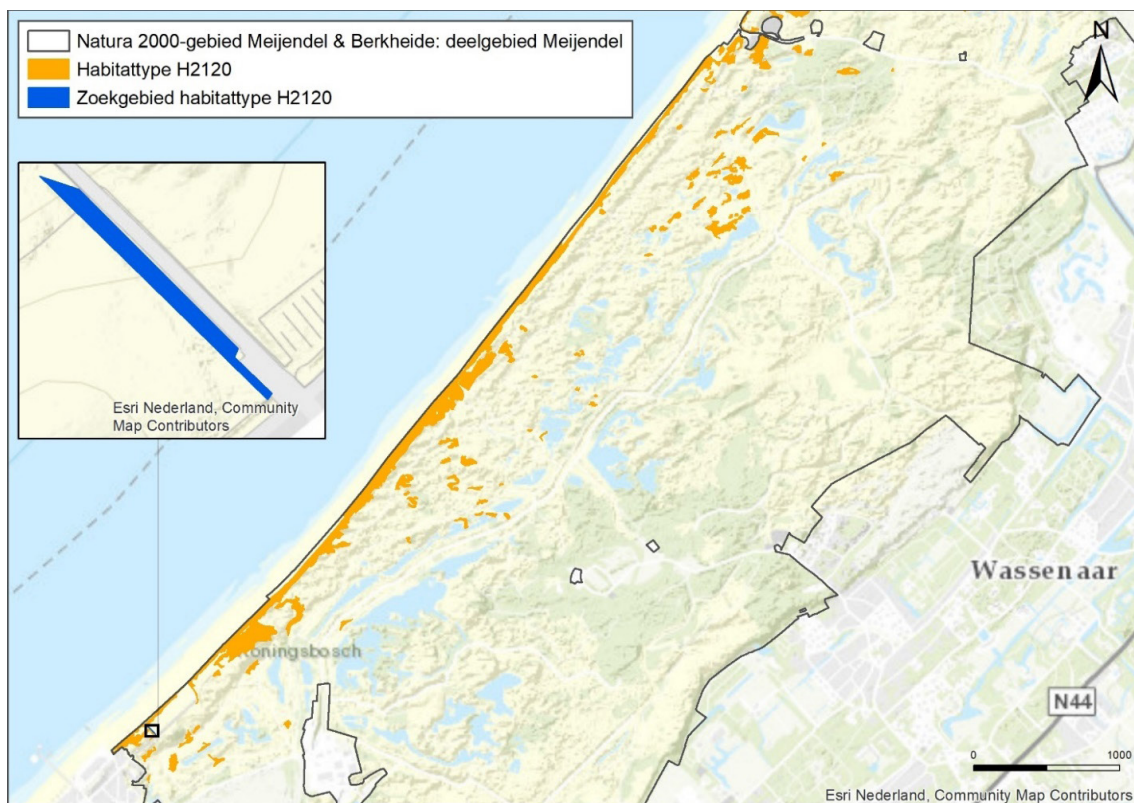 Natura 2000-gebied Meijendel & Berkheide: deelgebied Meijendel
Habitattype H2120
Zoekgebied habitattype H2120
N
Esri Nederland, Community
Map Contributors
Wassenaar
Koningsbosch
N44
0 1000
Esri Nederland, Community Map Contributors